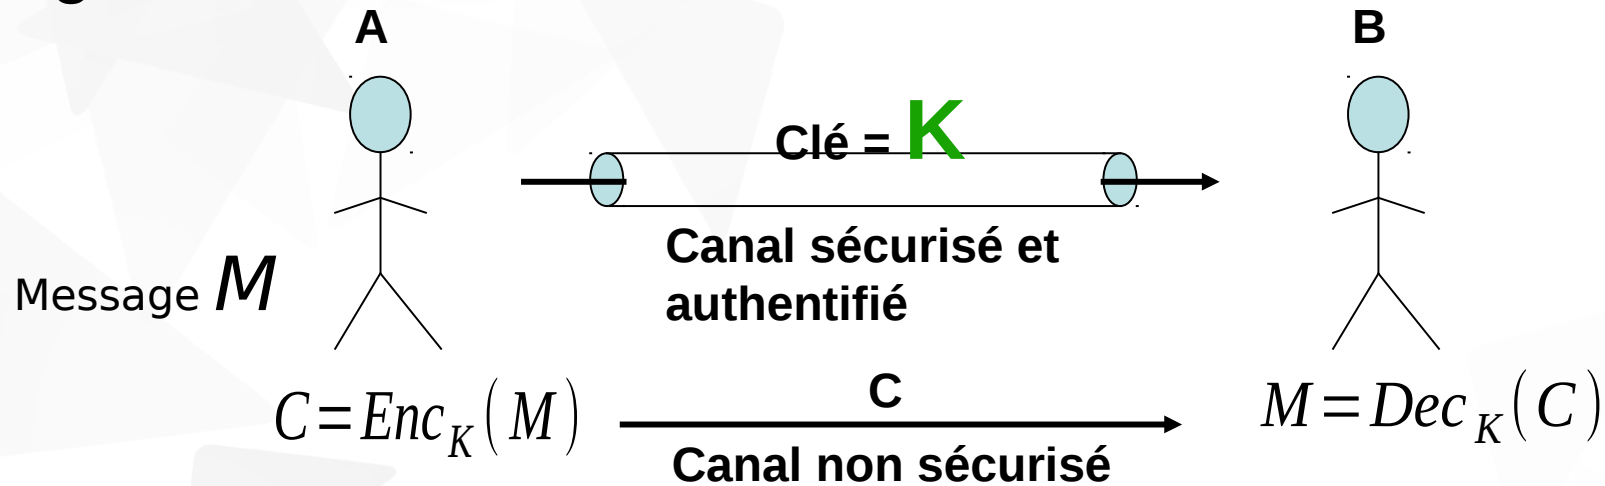 A
B
Clé = K
Canal sécurisé et
authentifié
Message M
C
C=Enc_K(M)
M=Dec_K(C)
Canal non sécurisé